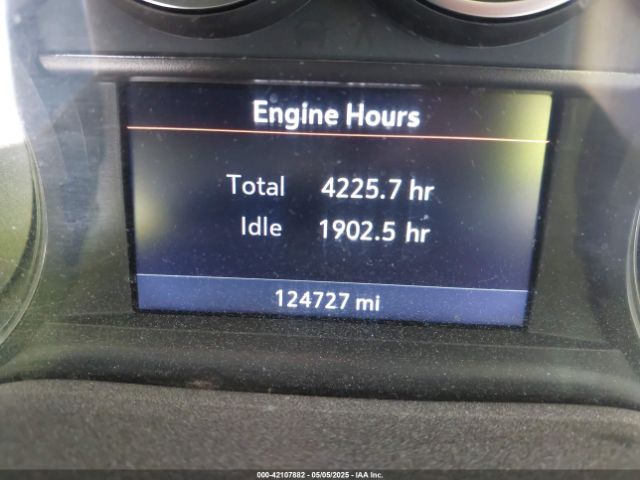 Engine Hours
Total 4225.7 hr
Idle 1902.5 hr
124727 mi
000-42107882 - 05/05/2025 - IAA Inc.